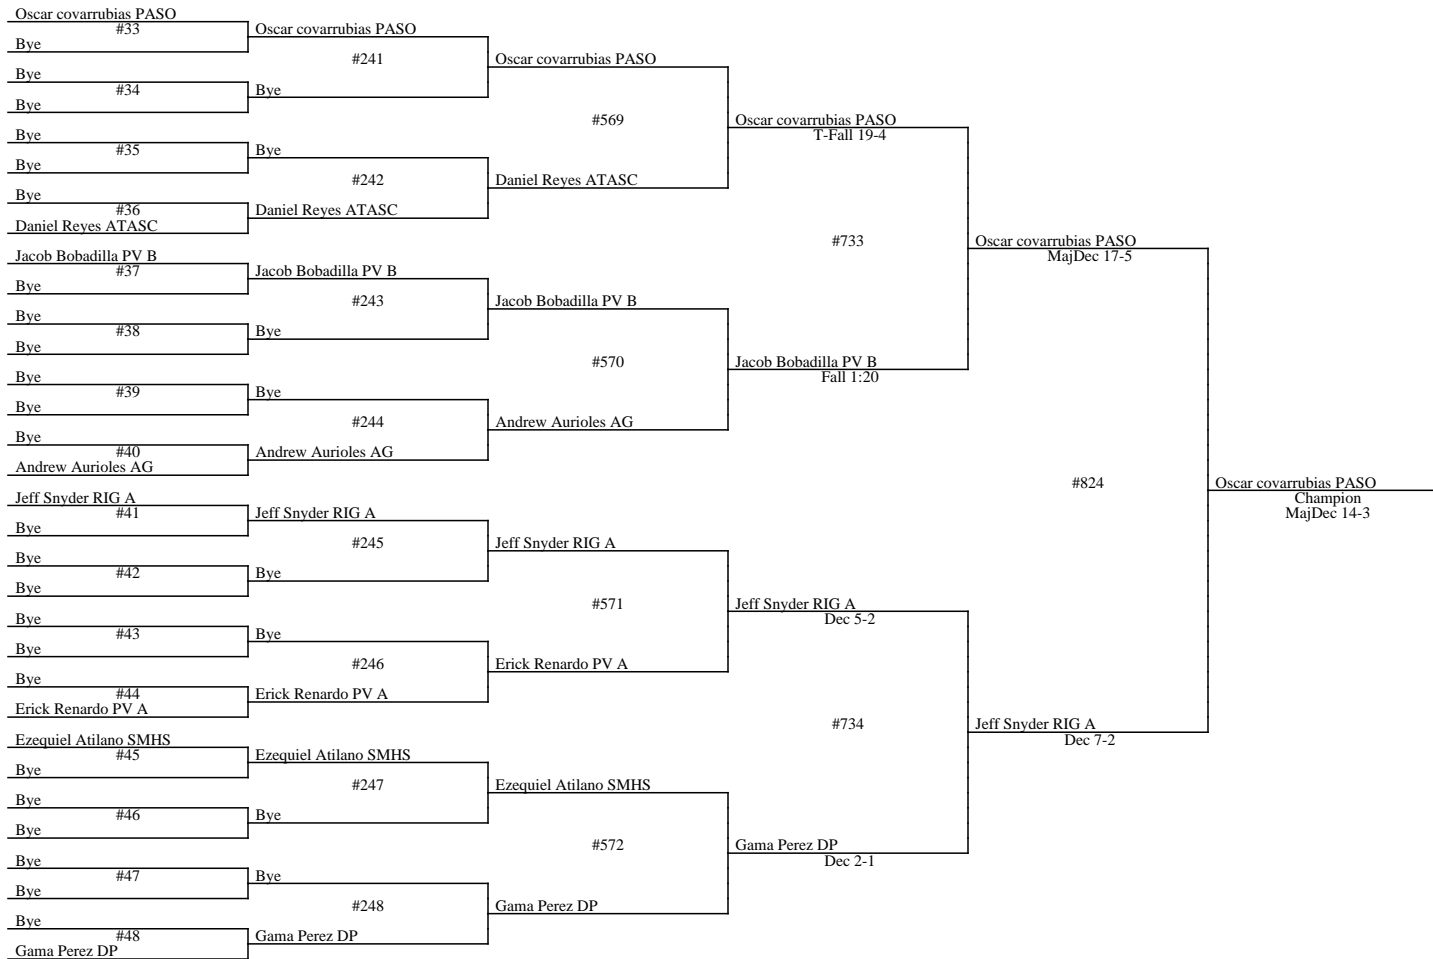 Oscar covarrubias PASO
#33
Bye
Bye
#34
Bye
Bye
#35
Bye
Bye
#36
Daniel Reyes ATASC
Jacob Bobadilla PV B
#37
Bye
Bye
#38
Bye
Bye
#39
Bye
Bye
#40
Andrew Aurioles AG
Jeff Snyder RIG A
#41
Bye
Bye
#42
Bye
Bye
#43
Bye
Bye
#44
Erick Renardo PV A
Ezequiel Atilano SMHS
#45
Bye
Bye
#46
Bye
Bye
#47
Bye
Bye
#48
Gama Perez DP
Oscar covarrubias PASO
#241
Bye
Bye
#242
Daniel Reyes ATASC
Jacob Bobadilla PV B
#243
Bye
Bye
#244
Andrew Aurioles AG
Jeff Snyder RIG A
#245
Bye
Bye
#246
Erick Renardo PV A
Ezequiel Atilano SMHS
#247
Bye
Bye
#248
Gama Perez DP
Oscar covarrubias PASO
#569
Daniel Reyes ATASC
Jacob Bobadilla PV B
#570
Andrew Aurioles AG
Jeff Snyder RIG A
#571
Erick Renardo PV A
Ezequiel Atilano SMHS
#572
Gama Perez DP
Oscar covarrubias PASO
T-Fall 19-4
#733
Jacob Bobadilla PV B
Fall 1:20
Jeff Snyder RIG A
Dec 5-2
#734
Gama Perez DP
Dec 2-1
Oscar covarrubias PASO
MajDec 17-5
#824
Jeff Snyder RIG A
Dec 7-2
Oscar covarrubias PASO
Champion
MajDec 14-3